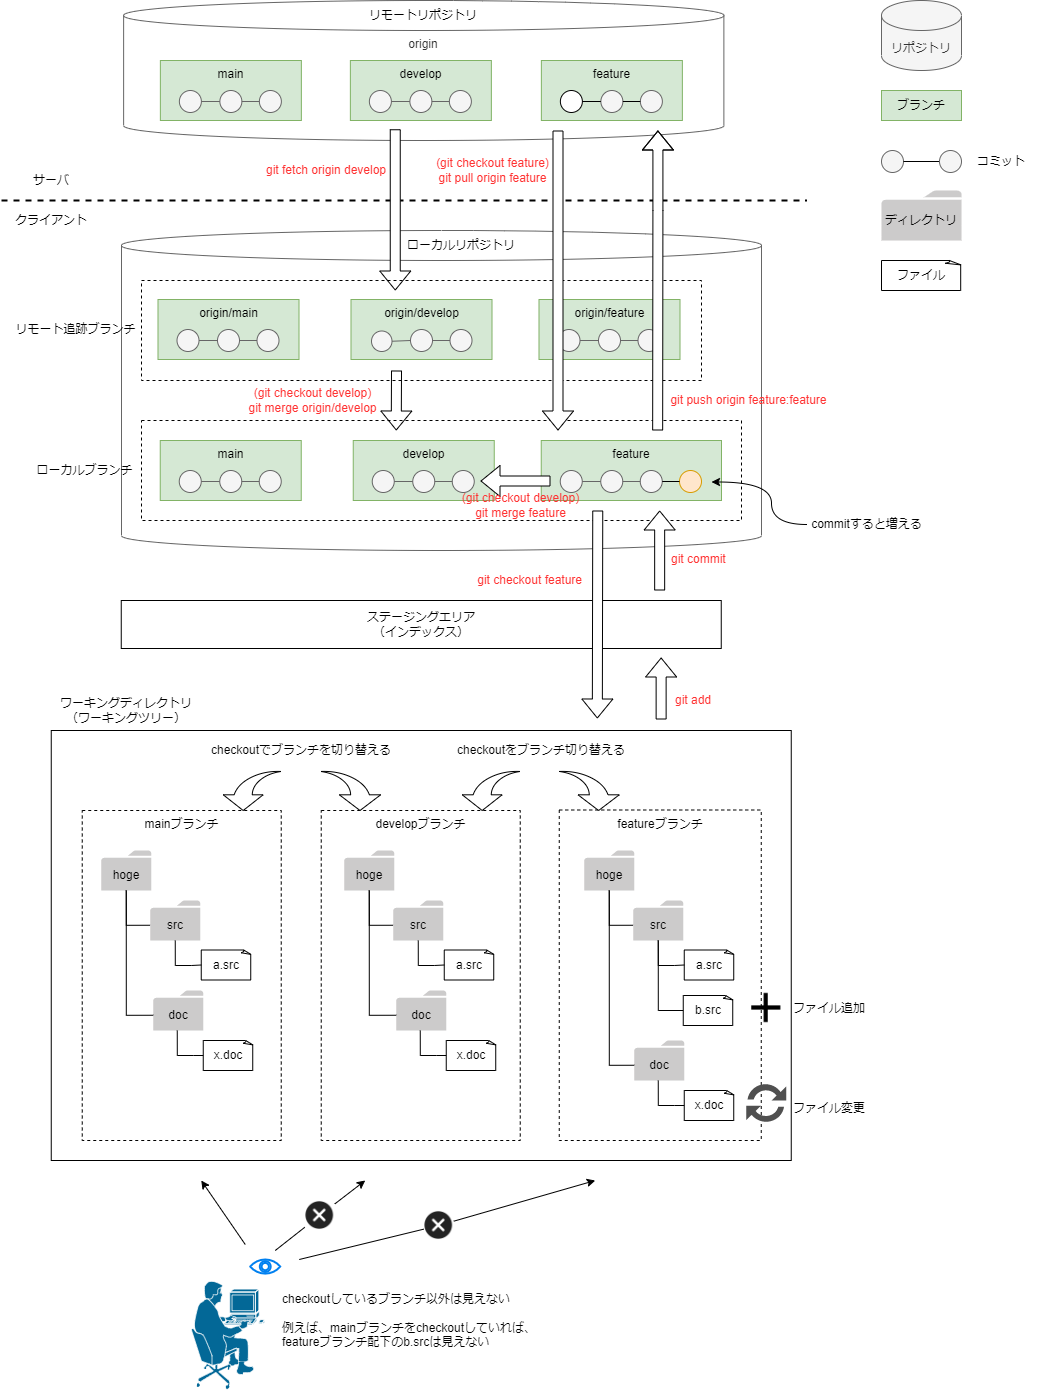 リモートリポジトリ
origin
main
develop
feature
リポジトリ
ブランチ
コミット
ディレクトリ
ファイル
git fetch origin develop
(git checkout feature)
git pull origin feature
サーバ
クライアント
ローカルリポジトリ
origin/main
origin/develop
origin/feature
リモート追跡ブランチ
(git checkout develop)
git merge origin/develop
git push origin feature:feature
main
develop
feature
ローカルブランチ
(git checkout develop)
git merge feature
commitすると増える
git commit
git checkout feature
ステージングエリア
（インデックス）
git add
ワーキングディレクトリ
（ワーキングツリー）
checkoutでブランチを切り替える
checkoutをブランチ切り替える
mainブランチ
hoge
src
a.src
doc
x.doc
developブランチ
hoge
src
a.src
doc
x.doc
featureブランチ
hoge
src
a.src
b.src
doc
x.doc
ファイル追加
ファイル変更
checkoutしているブランチ以外は見えない
例えば、mainブランチをcheckoutしていれば、
featureブランチ配下のb.srcは見えない